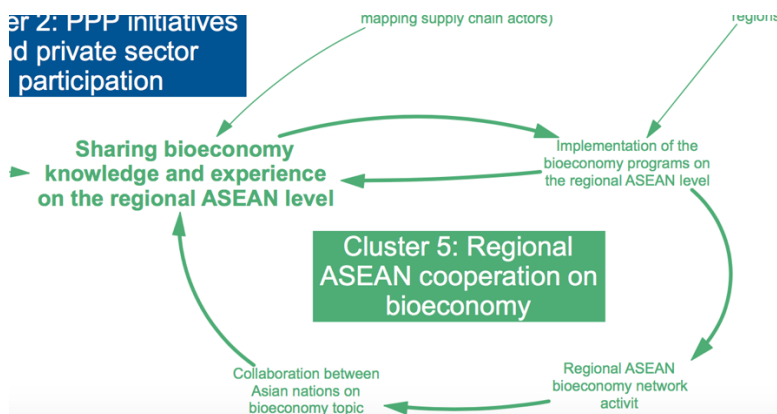 er 2: PPP initiatives
nd private sector
participation
mapping supply chain actors)
regions
Sharing bioeconomy
knowledge and experience
on the regional ASEAN level
Implementation of the
bioeconomy programs on
the regional ASEAN level
Cluster 5: Regional
ASEAN cooperation on
bioeconomy
Collaboration between
Asian nations on
bioeconomy topic
Regional ASEAN
bioeconomy network
activit